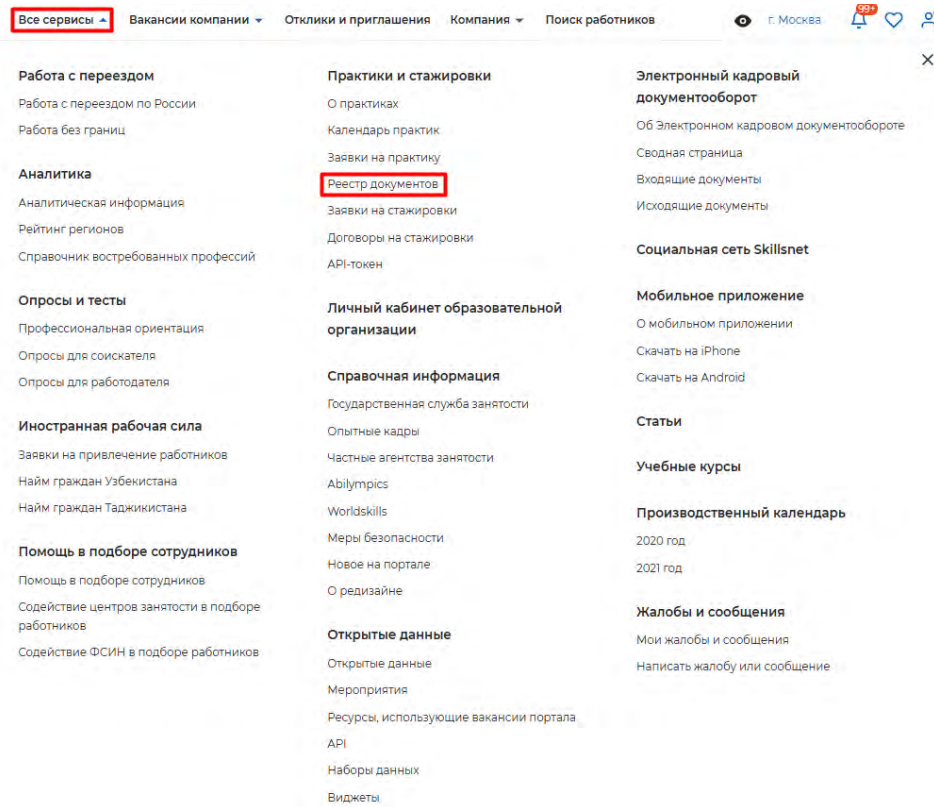 Все сервисы
Вакансии компании
Отклики и приглашения
Компания
Поиск работников
г. Москва
99+
Работа с переездом
Работа с переездом по России
Работа без границ
Аналитика
Аналитическая информация
Рейтинг регионов
Справочник востребованных профессий
Опросы и тесты
Профессиональная ориентация
Опросы для соискателя
Опросы для работодателя
Иностранная рабочая сила
Заявки на привлечение работников
Найм граждан Узбекистана
Найм граждан Таджикистана
Помощь в подборе сотрудников
Помощь в подборе сотрудников
Содействие центров занятости в подборе
работников
Содействие ФСИН в подборе работников
Практики и стажировки
О практиках
Календарь практик
Заявки на практику
Реестр документов
Заявки на стажировки
Договоры на стажировки
API-токен
Личный кабинет образовательной
организации
Справочная информация
Государственная служба занятости
Опытные кадры
Частные агентства занятости
Abilympics
Worldskills
Меры безопасности
Новое на портале
О редизайне
Открытые данные
Открытые данные
Мероприятия
Ресурсы, использующие вакансии портала
API
Наборы данных
Виджеты
Электронный кадровый
документооборот
Об Электронном кадровом документообороте
Сводная страница
Входящие документы
Исходящие документы
Социальная сеть Skillsnet
Мобильное приложение
О мобильном приложении
Скачать на iPhone
Скачать на Android
Статьи
Учебные курсы
Производственный календарь
2020 год
2021 год
Жалобы и сообщения
Мои жалобы и сообщения
Написать жалобу или сообщение